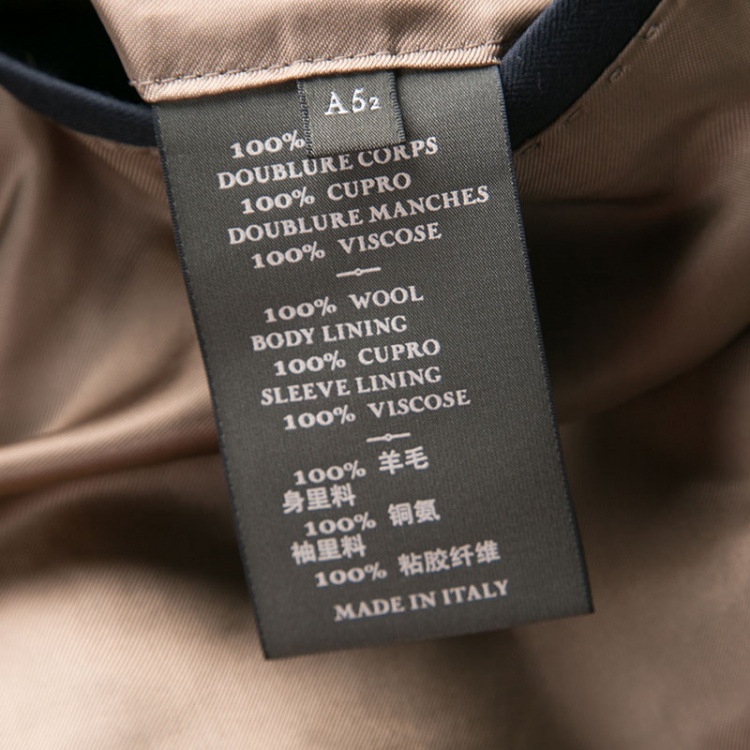 A52
100%
DOUBLURE CORPS
100% CUPRO
DOUBLURE MANCHES
100% VISCOSE
100% WOOL
BODY LINING
100% CUPRO
SLEEVE LINING
100% VISCOSE
100% 羊毛
身里料
100% 铜氨
袖里料
100% 粘胶纤维
MADE IN ITALY